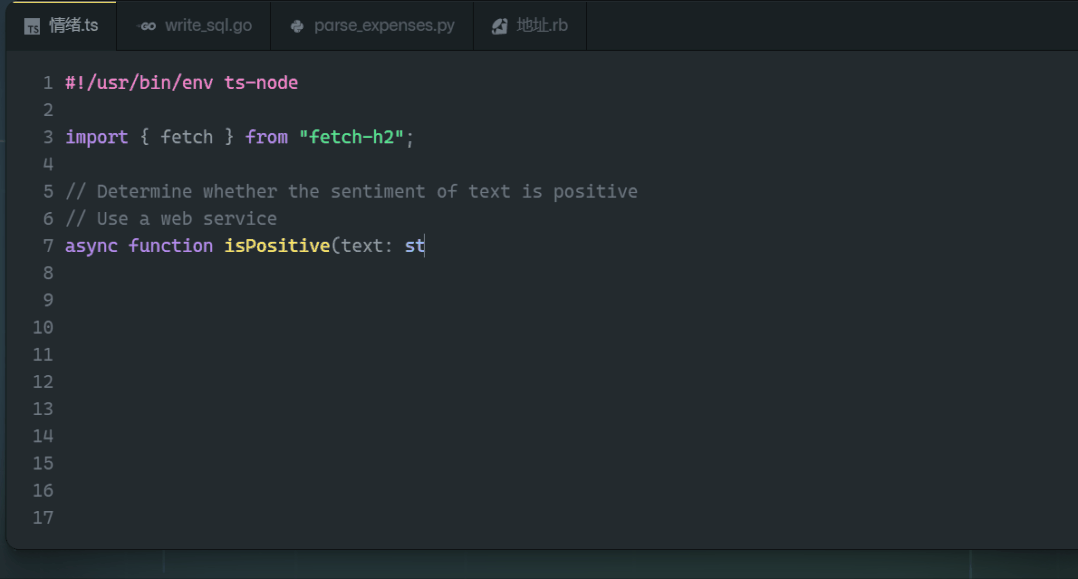 TS 情绪.ts GO write_sql.go parse_expenses.py 地址.rb
1 #!/usr/bin/env ts-node
2
3 import { fetch } from "fetch-h2";
4
5 // Determine whether the sentiment of text is positive
6 // Use a web service
7 async function isPositive(text: st
8
9
10
11
12
13
14
15
16
17